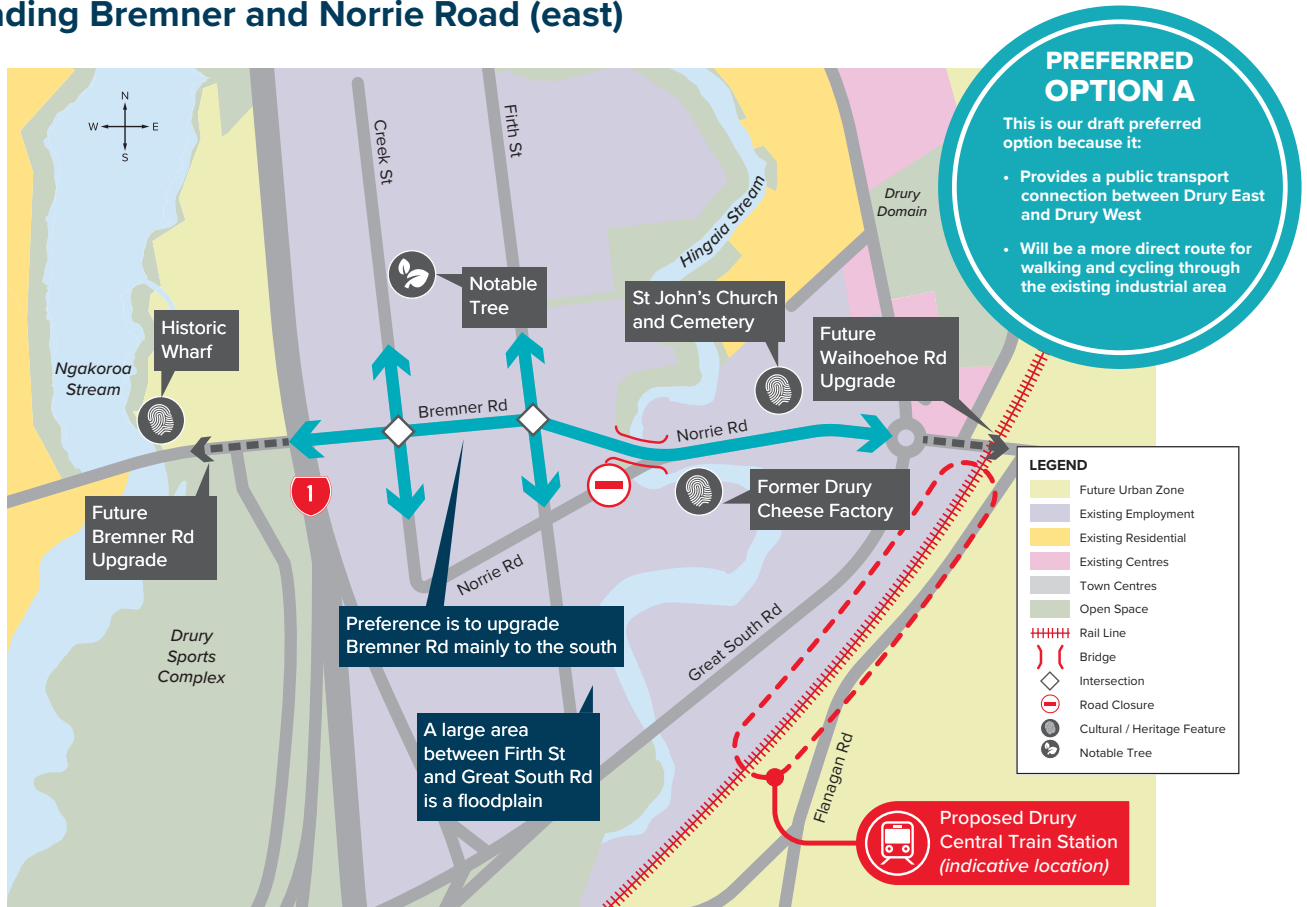 ading Bremner and Norrie Road (east)
PREFERRED
OPTION A
This is our draft preferred
option because it:
• Provides a public transport
connection between Drury East
and Drury West
• Will be a more direct route for
walking and cycling through
the existing industrial area
N
W E
S
Creek St
Firth St
Hingaia Stream
Drury
Domain
Notable
Tree
St John's Church
and Cemetery
Historic
Wharf
Future
Waihoehoe Rd
Upgrade
Ngakoroa
Stream
Bremner Rd
Norrie Rd
1
Former Drury
Cheese Factory
Future
Bremner Rd
Upgrade
Norrie Rd
Preference is to upgrade
Bremner Rd mainly to the south
Great South Rd
Drury
Sports
Complex
A large area
between Firth St
and Great South Rd
is a floodplain
Flanagan Rd
Proposed Drury
Central Train Station
(indicative location)
LEGEND
Future Urban Zone
Existing Employment
Existing Residential
Existing Centres
Town Centres
Open Space
Rail Line
Bridge
Intersection
Road Closure
Cultural / Heritage Feature
Notable Tree